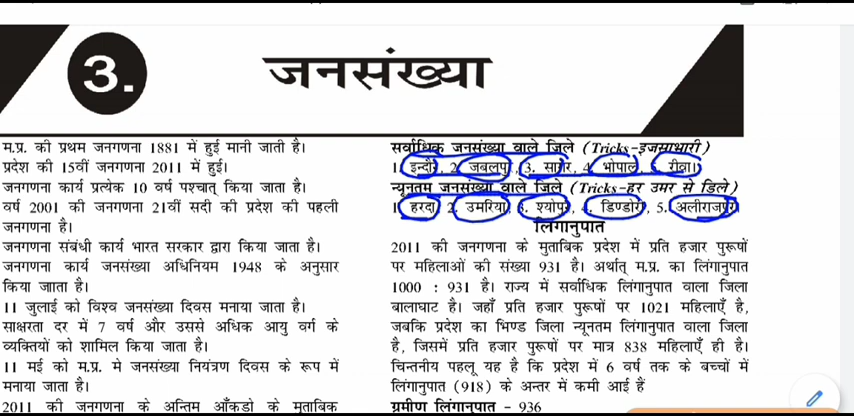 3.
जनसंख्या
म.प्र. की प्रथम जनगणना 1881 में हुई मानी जाती है।
प्रदेश की 15वीं जनगणना 2011 में हुई।
जनगणना कार्य प्रत्येक 10 वर्ष पश्चात् किया जाता है।
वर्ष 2001 की जनगणना 21वीं सदी की प्रदेश की पहली
जनगणना है।
जनगणना संबंधी कार्य भारत सरकार द्वारा किया जाता है।
जनगणना कार्य जनसंख्या अधिनियम 1948 के अनुसार
किया जाता है।
11 जुलाई को विश्व जनसंख्या दिवस मनाया जाता है।
साक्षरता दर में 7 वर्ष और उससे अधिक आयु वर्ग के
व्यक्तियों को शामिल किया जाता है।
11 मई को म.प्र. मे जनसंख्या नियंत्रण दिवस के रूप में
मनाया जाता है।
2011 की जनगणना के अन्तिम आँकडो के मुताबिक
सर्वाधिक जनसंख्या वाले जिले (Tricks-इजसाभारी)
1. इन्दौर, 2. जबलपुर, 3. सागर, 4. भोपाल, 5. रीवा।
न्यूनतम जनसंख्या वाले जिले (Tricks-हर उमर से डिले)
1. हरदा 2. उमरिया, 3. श्योपुर, 4. डिण्डोरी, 5. अलीराजपुर
लिंगानुपात
2011 की जनगणना के मुताबिक प्रदेश में प्रति हजार पुरूषों
पर महिलाओं की संख्या 931 है। अर्थात् म.प्र. का लिंगानुपात
1000 : 931 है। राज्य में सर्वाधिक लिंगानुपात वाला जिला
बालाघाट है। जहाँ प्रति हजार पुरूषों पर 1021 महिलाएँ है,
जबकि प्रदेश का भिण्ड जिला न्यूनतम लिंगानुपात वाला जिला
है, जिसमें प्रति हजार पुरूषों पर मात्र 838 महिलाएँ ही है।
चिन्तनीय पहलू यह है कि प्रदेश में 6 वर्ष तक के बच्चों में
लिंगानुपात (918) के अन्तर में कमी आई हैं
ग्रमीण लिंगानुपात - 936